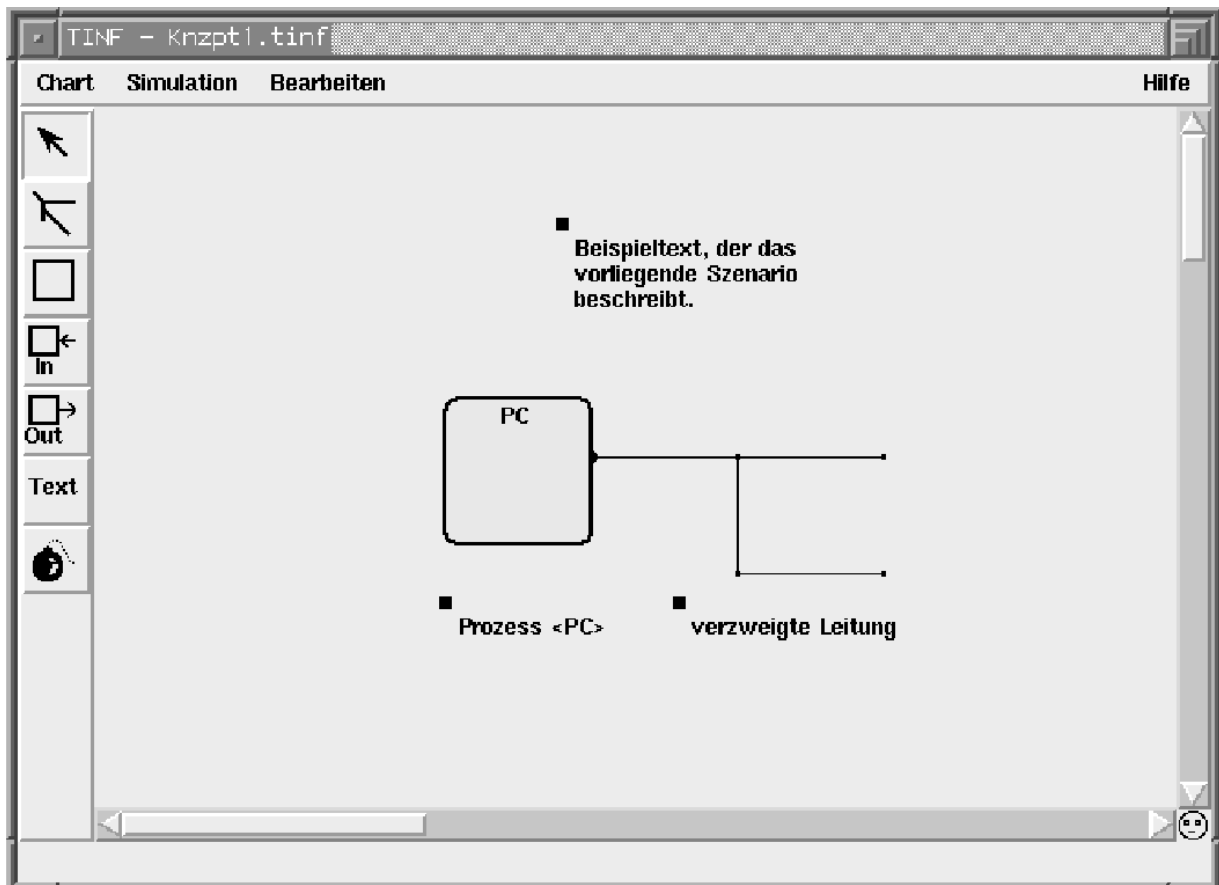 TINF - Knzpt1.tinf
Chart Simulation Bearbeiten Hilfe
In
Out
Text
Beispieltext, der das
vorliegende Szenario
beschreibt.
PC
Prozess <PC> verzweigte Leitung